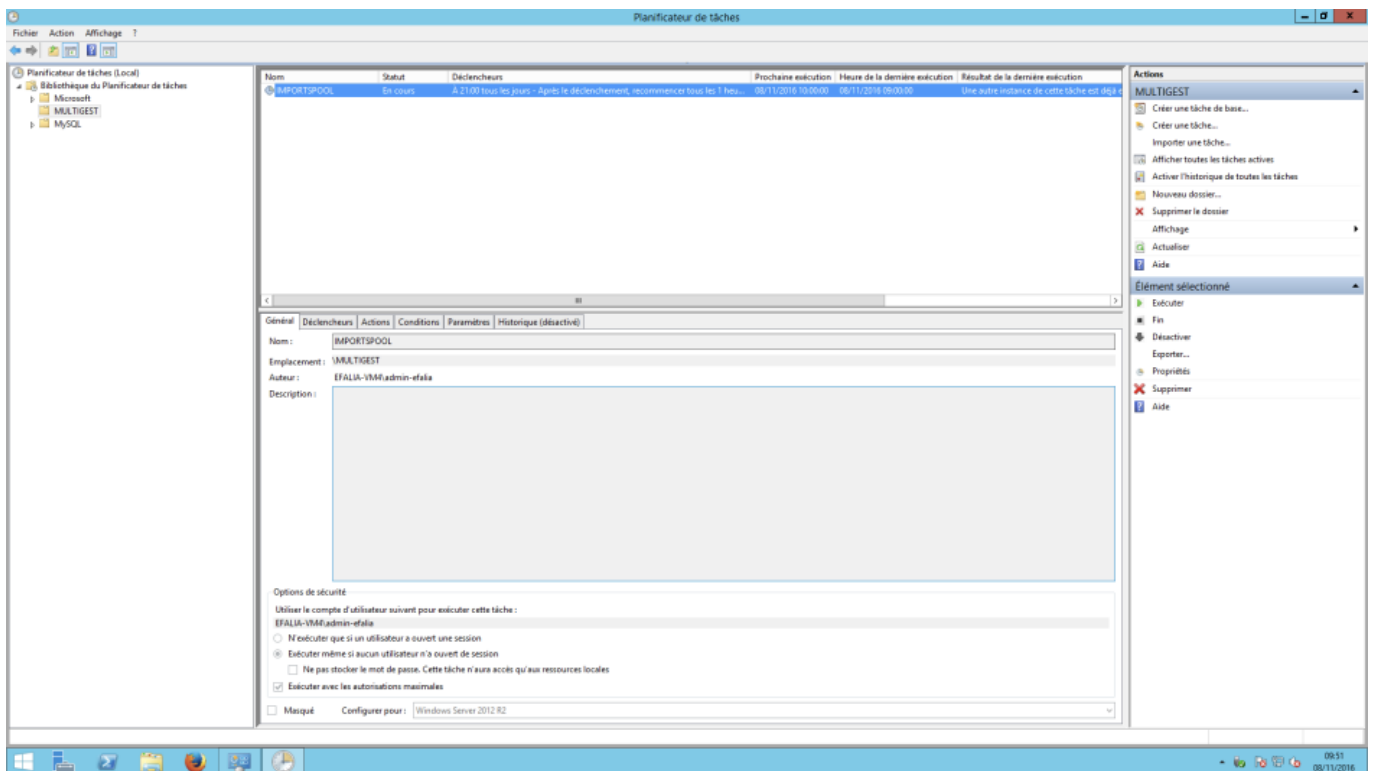 Planificateur de tâches
Fichier Action Affichage ?
Planificateur de tâches (Local)
Bibliothèque du Planificateur de tâches
Microsoft
MULTIGEST
MySQL
Nom Statut Déclencheurs Prochaine exécution Heure de la dernière exécution Résultat de la dernière exécution
IMPORTSPOOL En cours À 21:00 tous les jours - Après le déclenchement, recommencer tous les 1 heu... 08/11/2016 10:00:00 08/11/2016 09:00:00 Une autre instance de cette tâche est déjà e
Général Déclencheurs Actions Conditions Paramètres Historique (désactivé)
Nom : IMPORTSPOOL
Emplacement : \MULTIGEST
Auteur : EFALIA-VM4\admin-efalia
Description :
Options de sécurité
Utiliser le compte d'utilisateur suivant pour exécuter cette tâche :
EFALIA-VM4\admin-efalia
N'exécuter que si un utilisateur a ouvert une session
Exécuter même si aucun utilisateur n'a ouvert de session
Ne pas stocker le mot de passe. Cette tâche n'aura accès qu'aux ressources locales
Exécuter avec les autorisations maximales
Masqué Configurer pour : Windows Server 2012 R2
Actions
MULTIGEST
Créer une tâche de base...
Créer une tâche...
Importer une tâche...
Afficher toutes les tâches actives
Activer l'historique de toutes les tâches
Nouveau dossier...
Supprimer le dossier
Affichage
Actualiser
Aide
Élément sélectionné
Exécuter
Fin
Désactiver
Exporter...
Propriétés
Supprimer
Aide
09:51
08/11/2016